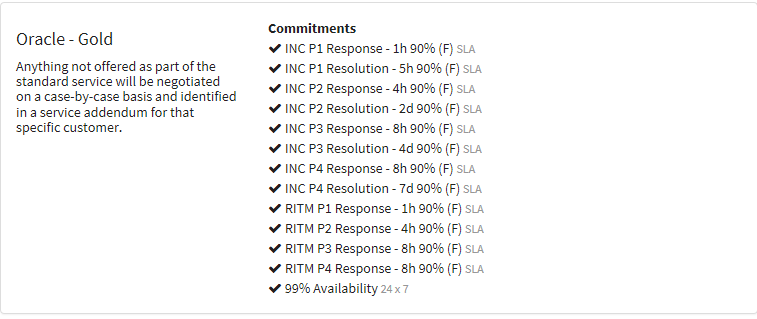 Oracle - Gold
Anything not offered as part of the
standard service will be negotiated
on a case-by-case basis and identified
in a service addendum for that
specific customer.
Commitments
✔ INC P1 Response - 1h 90% (F) SLA
✔ INC P1 Resolution - 5h 90% (F) SLA
✔ INC P2 Response - 4h 90% (F) SLA
✔ INC P2 Resolution - 2d 90% (F) SLA
✔ INC P3 Response - 8h 90% (F) SLA
✔ INC P3 Resolution - 4d 90% (F) SLA
✔ INC P4 Response - 8h 90% (F) SLA
✔ INC P4 Resolution - 7d 90% (F) SLA
✔ RITM P1 Response - 1h 90% (F) SLA
✔ RITM P2 Response - 4h 90% (F) SLA
✔ RITM P3 Response - 8h 90% (F) SLA
✔ RITM P4 Response - 8h 90% (F) SLA
✔ 99% Availability 24 x 7